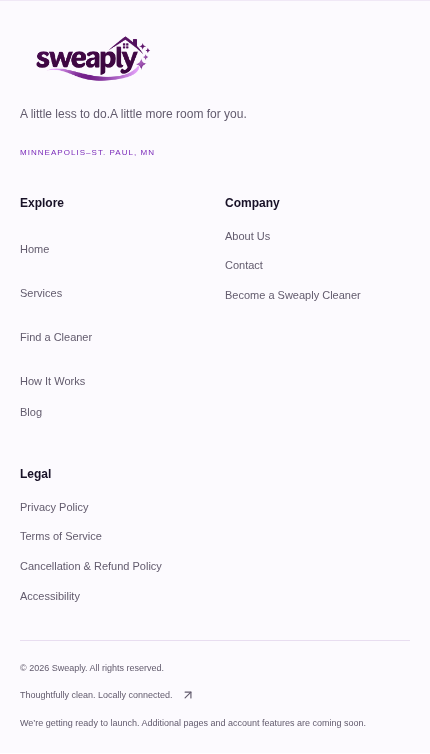 sweaply
A little less to do.A little more room for you.
MINNEAPOLIS–ST. PAUL, MN
Explore
Home
Services
Find a Cleaner
How It Works
Blog
Company
About Us
Contact
Become a Sweaply Cleaner
Legal
Privacy Policy
Terms of Service
Cancellation & Refund Policy
Accessibility
© 2026 Sweaply. All rights reserved.
Thoughtfully clean. Locally connected.
We're getting ready to launch. Additional pages and account features are coming soon.